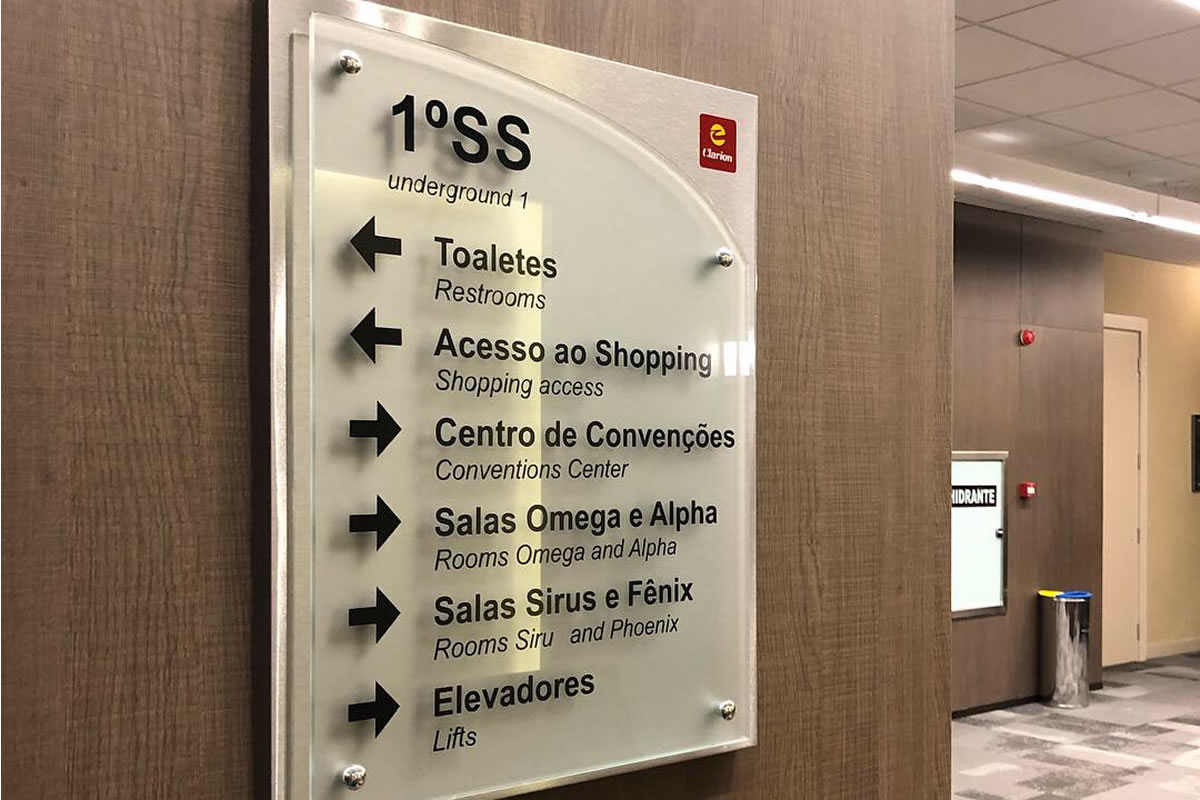 1ºSS
underground 1
Clarion
Toaletes
Restrooms
Acesso ao Shopping
Shopping access
Centro de Convenções
Conventions Center
Salas Omega e Alpha
Rooms Omega and Alpha
Salas Sirus e Fênix
Rooms Siru and Phoenix
Elevadores
Lifts
HIDRANTE